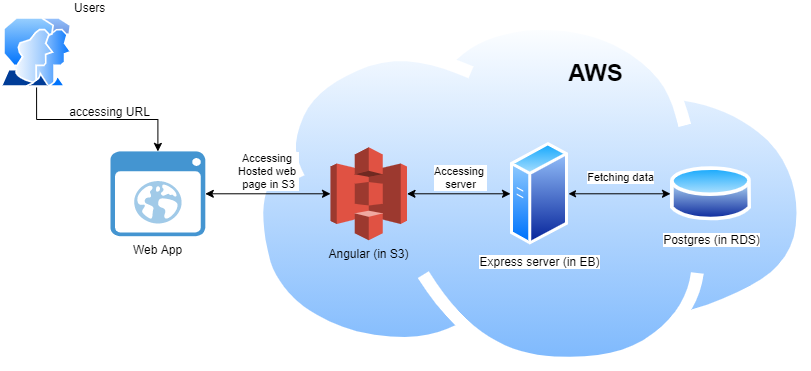 Users
AWS
accessing URL
Accessing
Hosted web
page in S3
Accessing
server
Fetching data
Web App
Angular (in S3)
Express server (in EB)
Postgres (in RDS)